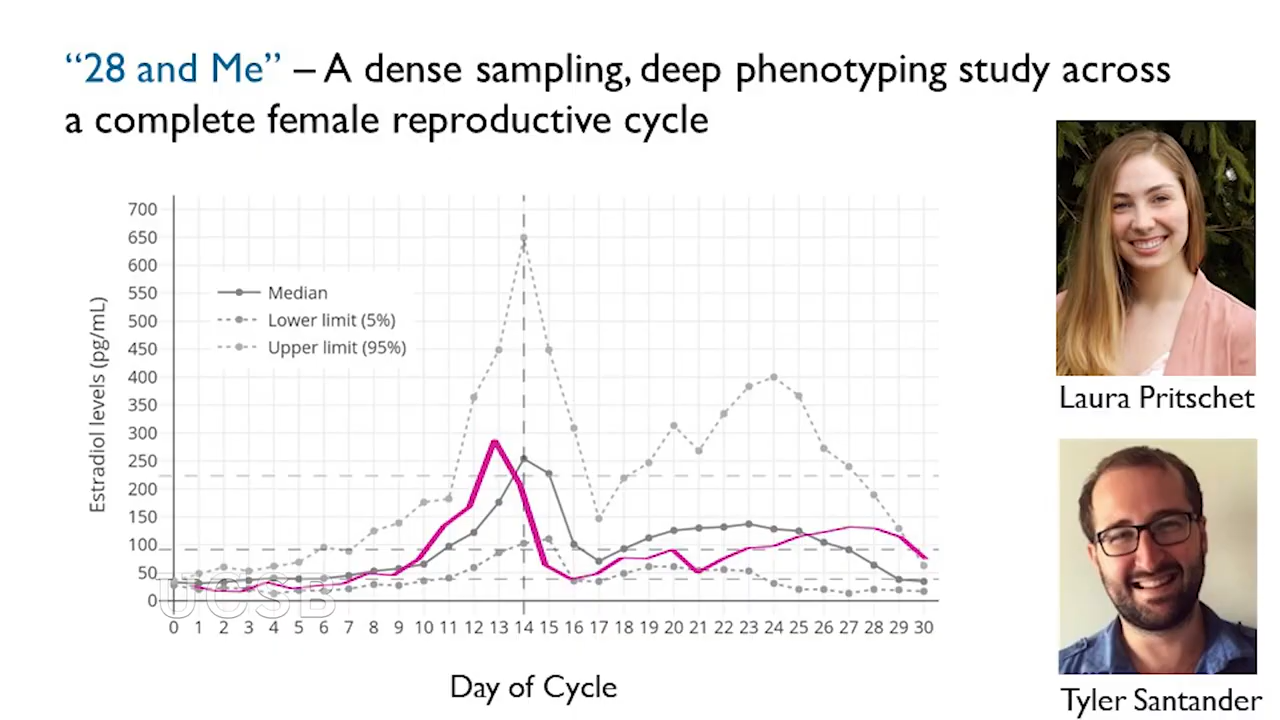 “28 and Me” – A dense sampling, deep phenotyping study across
a complete female reproductive cycle
700
650
600
550
500
450
400
350
300
250
200
150
100
50
0
Estradiol levels (pg/mL)
Median
Lower limit (5%)
Upper limit (95%)
UCSB
0 1 2 3 4 5 6 7 8 9 10 11 12 13 14 15 16 17 18 19 20 21 22 23 24 25 26 27 28 29 30
Day of Cycle
Laura Pritschet
Tyler Santander